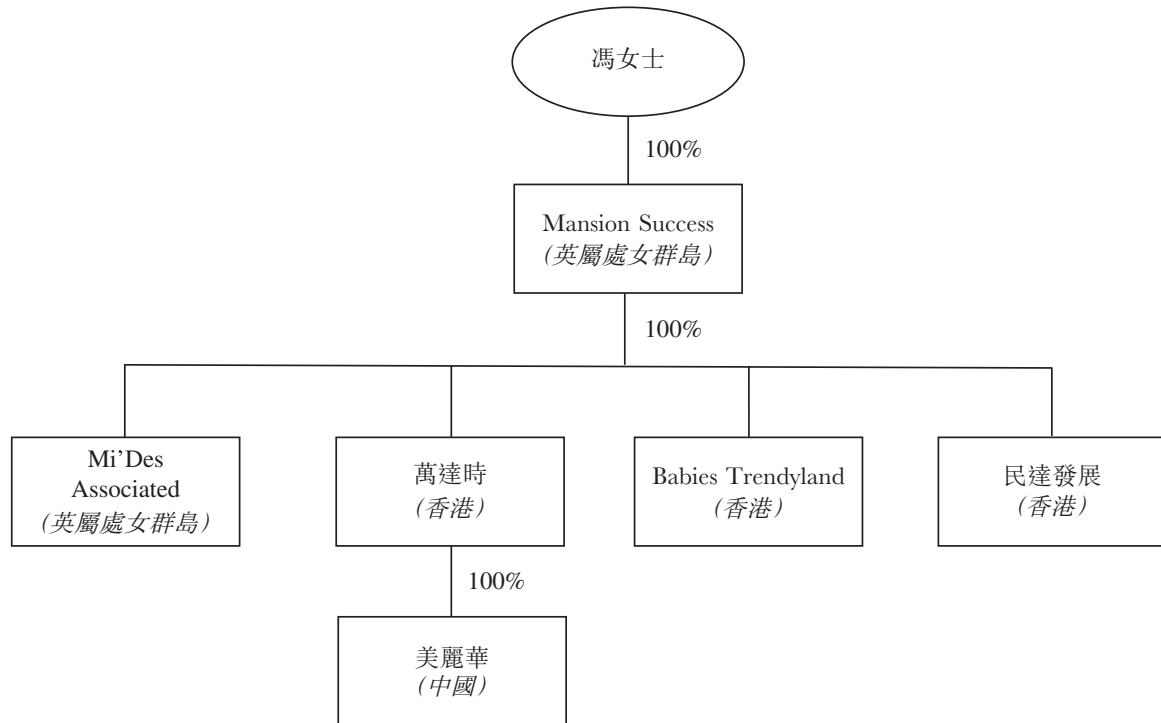 馮女士
100%
Mansion Success
(英屬處女群島)
100%
Mi’Des
Associated
(英屬處女群島)
萬達時
(香港)
Babies Trendyland
(香港)
民達發展
(香港)
100%
美麗華
(中國)